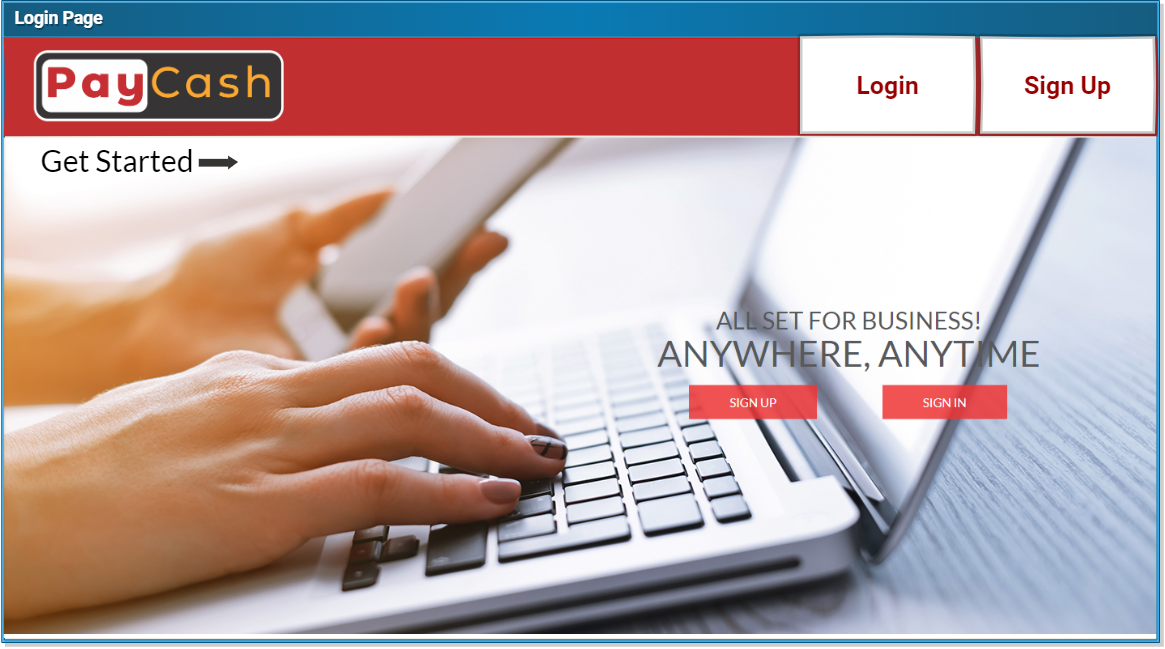 Login Page
PayCash
Login
Sign Up
Get Started
ALL SET FOR BUSINESS!
ANYWHERE, ANYTIME
SIGN UP
SIGN IN